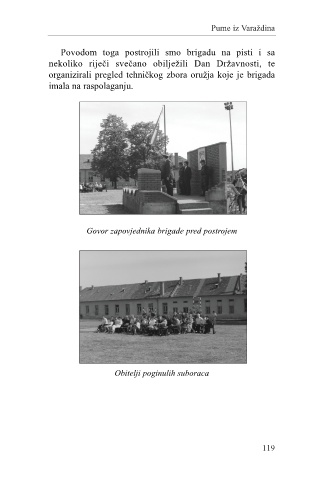 Pume iz Varaždina
Povodom toga postrojili smo brigadu na pisti i sa
nekoliko riječi svečano obilježili Dan Državnosti, te
organizirali pregled tehničkog zbora oružja koje je brigada
imala na raspolaganju.
Govor zapovjednika brigade pred postrojem
Obitelji poginulih suboraca
119